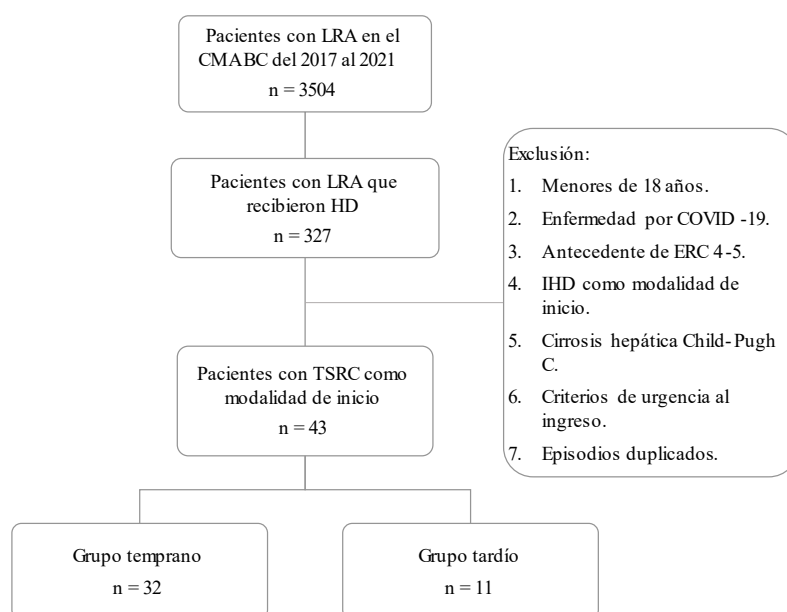 Pacientes con LRA en el
CMABC del 2017 al 2021
n = 3504
Pacientes con LRA que
recibieron HD
n = 327
Exclusión:
1. Menores de 18 años.
2. Enfermedad por COVID -19.
3. Antecedente de ERC 4-5.
4. IHD como modalidad de
inicio.
5. Cirrosis hepática Child-Pugh
C.
6. Criterios de urgencia al
ingreso.
7. Episodios duplicados.
Pacientes con TSRC como
modalidad de inicio
n = 43
Grupo temprano
n = 32
Grupo tardío
n = 11